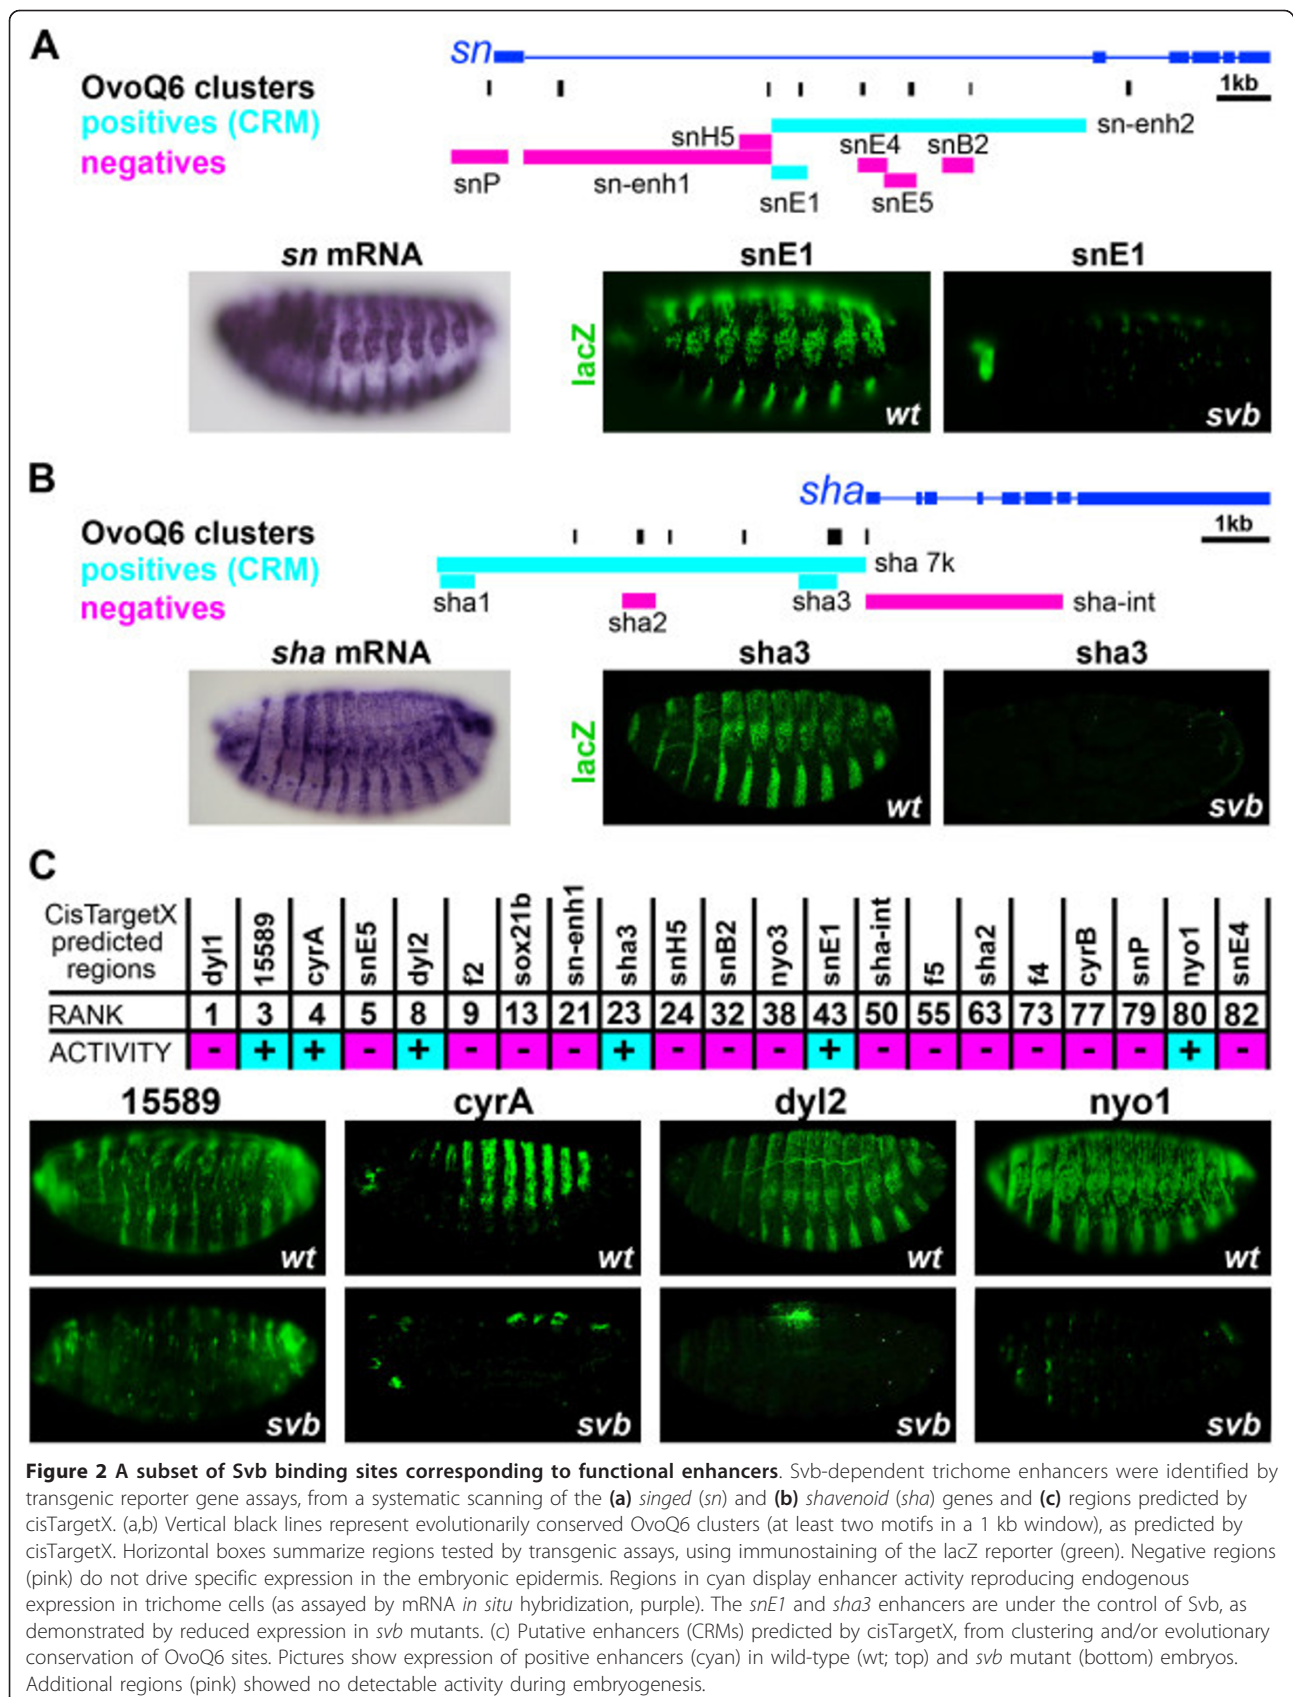 A
sn
OvoQ6 clusters
1kb
positives (CRM)
sn-enh2
negatives
snH5
snE4
snB2
snP
sn-enh1
snE1
snE5
sn mRNA
snE1
snE1
lacZ
wt
svb
B
sha
OvoQ6 clusters
1kb
positives (CRM)
sha 7k
negatives
sha1
sha2
sha3
sha-int
sha mRNA
sha3
sha3
lacZ
wt
svb
C
CisTargetX
predicted
regions
dyl1 15589 cyrA snE5 dyl2 f2 sox21b sn-enh1 sha3 snH5 snB2 nyo3 snE1 sha-int f5 sha2 f4 cyrB snP nyo1 snE4
RANK 1 3 4 5 8 9 13 21 23 24 32 38 43 50 55 63 73 77 79 80 82
ACTIVITY - + + - + - - - + - - - + - - - - - - + -
15589 cyrA dyl2 nyo1
wt wt wt wt
svb svb svb svb
Figure 2 A subset of Svb binding sites corresponding to functional enhancers. Svb-dependent trichome enhancers were identified by
transgenic reporter gene assays, from a systematic scanning of the (a) singed (sn) and (b) shavenoid (sha) genes and (c) regions predicted by
cisTargetX. (a,b) Vertical black lines represent evolutionarily conserved OvoQ6 clusters (at least two motifs in a 1 kb window), as predicted by
cisTargetX. Horizontal boxes summarize regions tested by transgenic assays, using immunostaining of the lacZ reporter (green). Negative regions
(pink) do not drive specific expression in the embryonic epidermis. Regions in cyan display enhancer activity reproducing endogenous
expression in trichome cells (as assayed by mRNA in situ hybridization, purple). The snE1 and sha3 enhancers are under the control of Svb, as
demonstrated by reduced expression in svb mutants. (c) Putative enhancers (CRMs) predicted by cisTargetX, from clustering and/or evolutionary
conservation of OvoQ6 sites. Pictures show expression of positive enhancers (cyan) in wild-type (wt; top) and svb mutant (bottom) embryos.
Additional regions (pink) showed no detectable activity during embryogenesis.